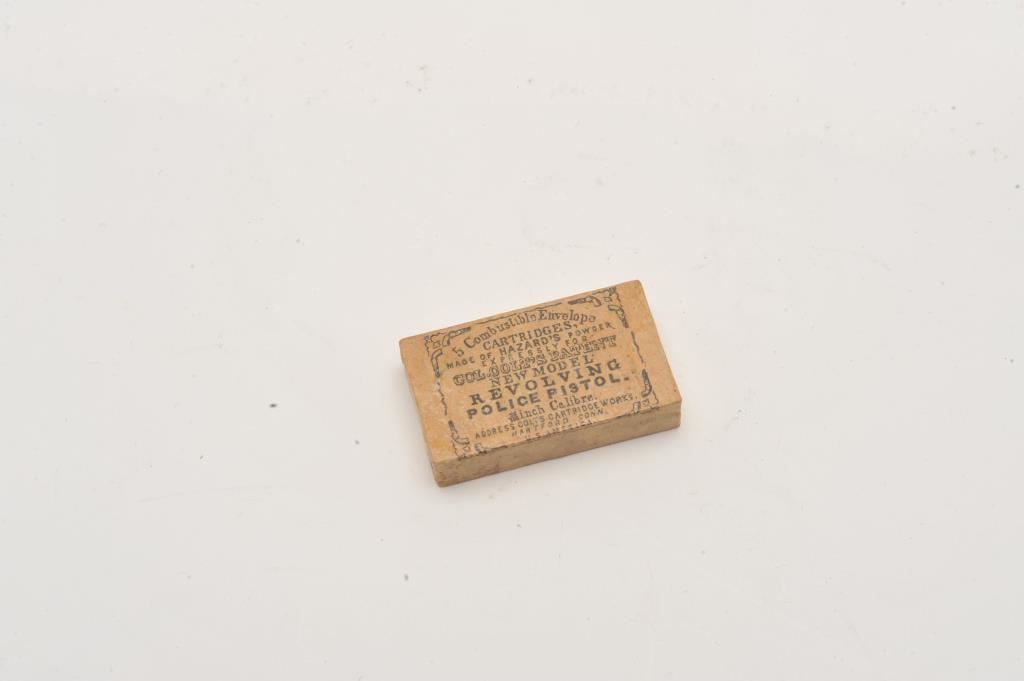 5 Combustible Envelope
CARTRIDGES,
MADE OF HAZARD'S POWDER
EXPRESSLY FOR
COL. COLT'S PATENT
NEW MODEL
REVOLVING
POLICE PISTOL.
inch Calibre.
ADDRESS COLT'S CARTRIDGE WORKS,
HARTFORD CONN.
U.S. AMERICA.